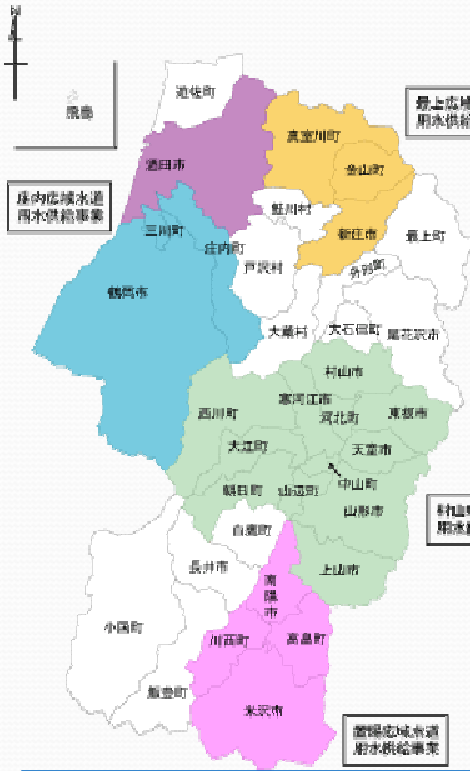 N
遊佐町
飛島
最上広域
用水供給
真室川町
金山町
酒田市
庄内広域水道
用水供給事業
鮭川村
新庄市
最上町
三川町
庄内町
戸沢村
舟形町
鶴岡市
大蔵村
大石田町
尾花沢市
村山市
寒河江市
西川町
河北町
東根市
大江町
天童市
朝日町
山辺町
中山町
山形市
村山
用水
白鷹町
長井市
上山市
南陽市
小国町
川西町
高畠町
飯豊町
米沢市
置賜広域水道
用水供給事業